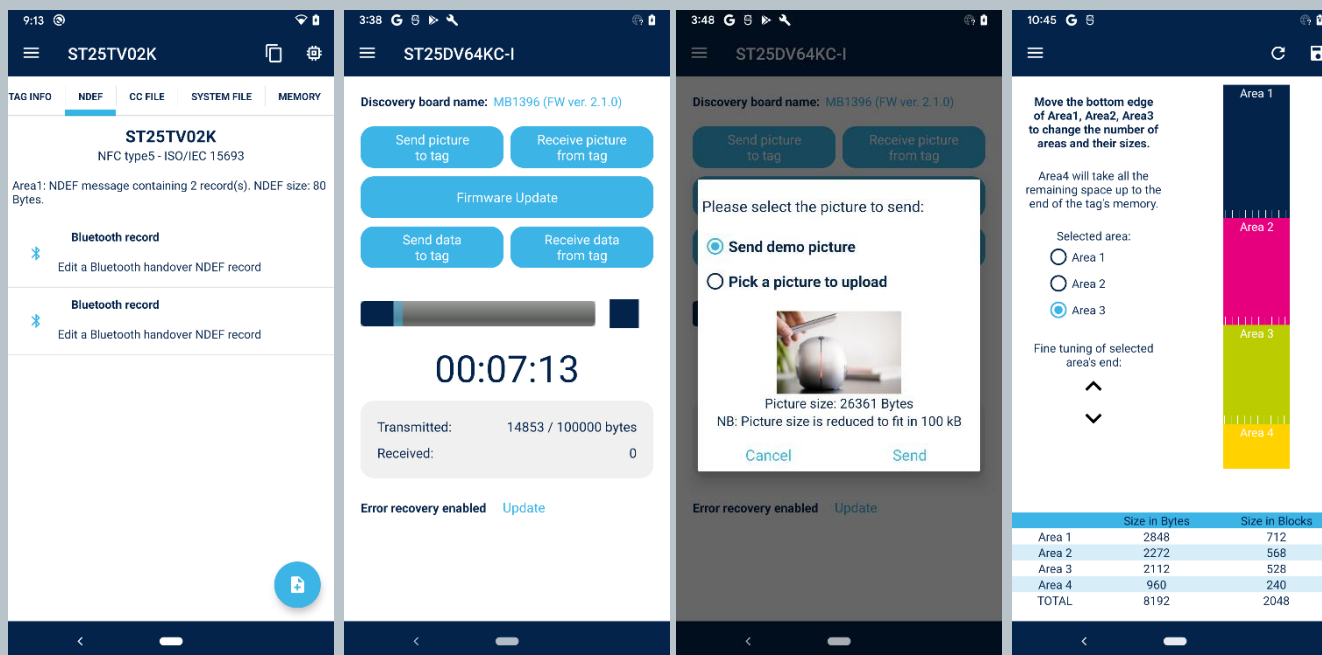 9:13
ST25TV02K
TAG INFO NDEF CC FILE SYSTEM FILE MEMORY
ST25TV02K
NFC type5 - ISO/IEC 15693
Area1: NDEF message containing 2 record(s). NDEF size: 80
Bytes.
Bluetooth record
Edit a Bluetooth handover NDEF record
Bluetooth record
Edit a Bluetooth handover NDEF record
3:38 G
ST25DV64KC-I
Discovery board name: MB1396 (FW ver. 2.1.0)
Send picture
to tag
Receive picture
from tag
Firmware Update
Send data
to tag
Receive data
from tag
00:07:13
Transmitted: 14853 / 100000 bytes
Received: 0
Error recovery enabled Update
3:48 G
ST25DV64KC-I
Discovery board name: MB1396 (FW ver. 2.1.0)
Send picture
to tag
Receive picture
from tag
Please select the picture to send:
Send demo picture
Pick a picture to upload
Picture size: 26361 Bytes
NB: Picture size is reduced to fit in 100 kB
Cancel Send
Error recovery enabled Update
10:45 G
Move the bottom edge
of Area1, Area2, Area3
to change the number of
areas and their sizes.
Area4 will take all the
remaining space up to the
end of the tag's memory.
Selected area:
Area 1
Area 2
Area 3
Fine tuning of selected
area's end:
Area 1
Area 2
Area 3
Area 4
Size in Bytes Size in Blocks
Area 1 2848 712
Area 2 2272 568
Area 3 2112 528
Area 4 960 240
TOTAL 8192 2048